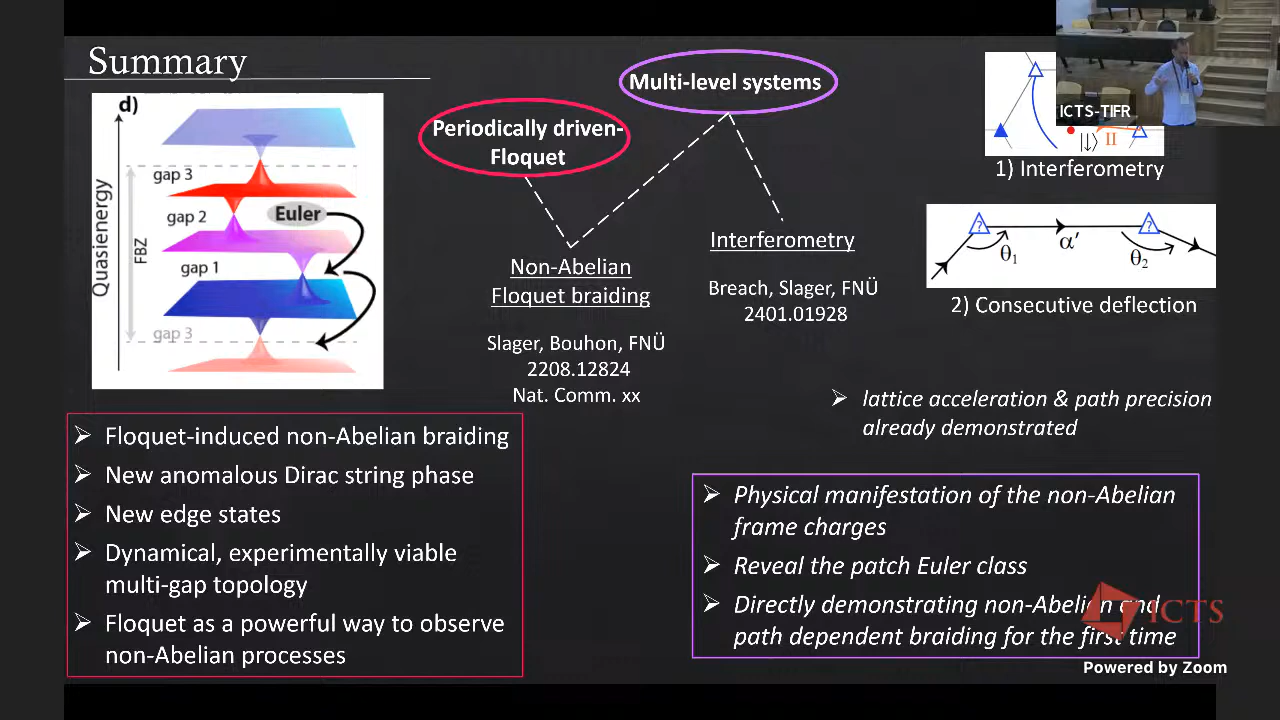 Summary
d)
Quasienergy
FBZ
gap 3
gap 2
Euler
gap 1
gap 3
Periodically driven-
Floquet
Multi-level systems
Non-Abelian
Floquet braiding
Slager, Bouhon, FNÜ
2208.12824
Nat. Comm. xx
Interferometry
Breach, Slager, FNÜ
2401.01928
ICTS-TIFR
|↓⟩ II
1) Interferometry
? ?
θ1 α′ θ2
2) Consecutive deflection
➢ lattice acceleration & path precision
already demonstrated
➢ Floquet-induced non-Abelian braiding
➢ New anomalous Dirac string phase
➢ New edge states
➢ Dynamical, experimentally viable
multi-gap topology
➢ Floquet as a powerful way to observe
non-Abelian processes
➢ Physical manifestation of the non-Abelian
frame charges
➢ Reveal the patch Euler class
➢ Directly demonstrating non-Abelian and
path dependent braiding for the first time
ICTS
Powered by Zoom